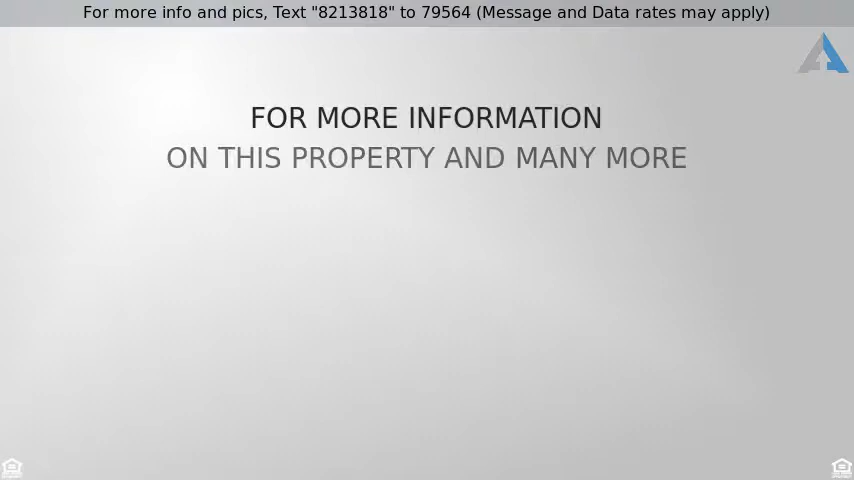 For more info and pics, Text "8213818" to 79564 (Message and Data rates may apply)
FOR MORE INFORMATION
ON THIS PROPERTY AND MANY MORE